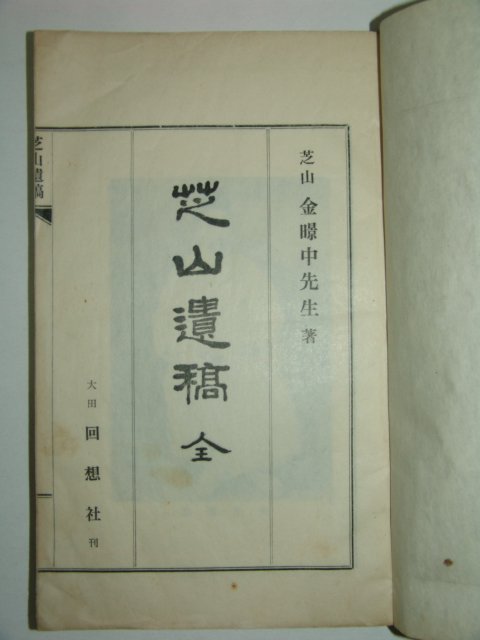 芝山 金暻中先生 著
芝山遺稿 全
大田 回想社 刊
芝山遺稿